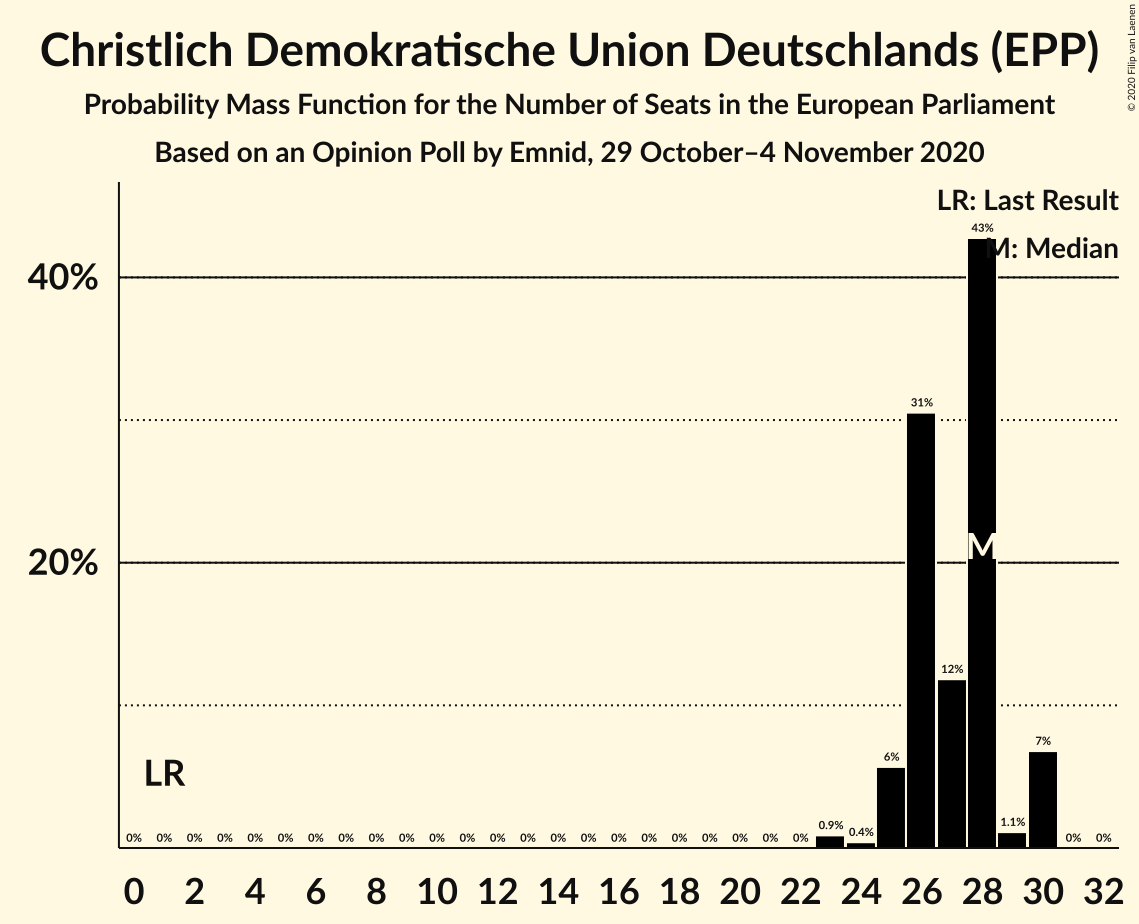 Christlich Demokratische Union Deutschlands (EPP)
Probability Mass Function for the Number of Seats in the European Parliament
Based on an Opinion Poll by Emnid, 29 October–4 November 2020
© 2020 Filip van Laenen
LR: Last Result
M: Median
43%
40%
31%
M
20%
12%
7%
6%
LR
0.9% 0.4% 1.1%
0% 0% 0% 0% 0% 0% 0% 0% 0% 0% 0% 0% 0% 0% 0% 0% 0% 0% 0% 0% 0% 0% 0% 0% 0%
0 2 4 6 8 10 12 14 16 18 20 22 24 26 28 30 32